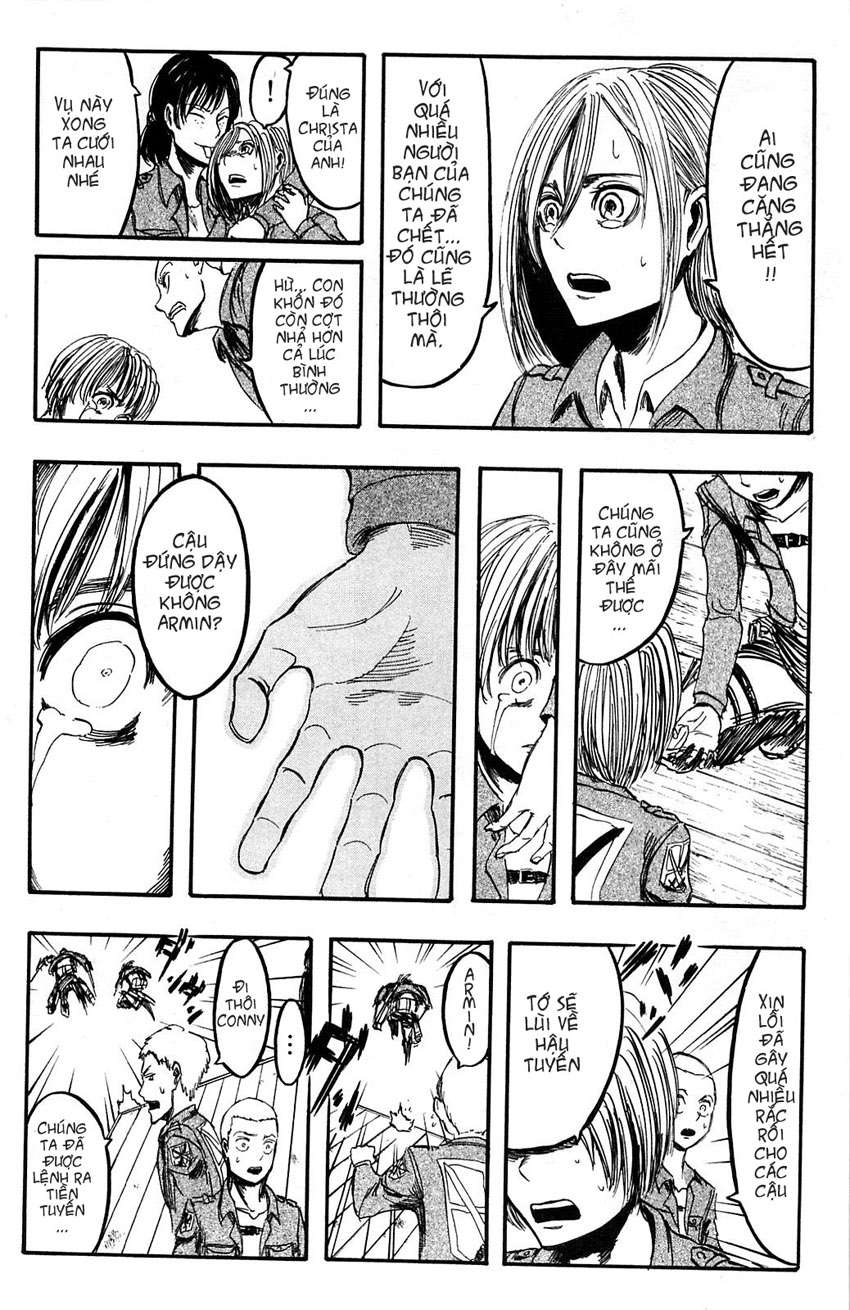 AI
CŨNG
ĐANG
CĂNG
THẲNG
HẾT
!!
VỚI
QUÁ
NHIỀU
NGƯỜI
BẠN CỦA
CHÚNG
TA ĐÃ
CHẾT...
ĐÓ CŨNG
LÀ LẼ
THƯỜNG
THÔI
MÀ.
ĐÚNG
LÀ
CHRISTA
CỦA
ANH!
!
VỤ NÀY
XONG
TA CƯỚI
NHAU
NHÉ
HỪ... CON
KHỐN ĐÓ
CÒN CỢT
NHẢ HƠN
CẢ LÚC
BÌNH
THƯỜNG
...
CHÚNG
TA CŨNG
KHÔNG Ở
ĐÂY MÃI
THẾ
ĐƯỢC
...
CẬU
ĐỨNG DẬY
ĐƯỢC
KHÔNG
ARMIN?
XIN
LỖI ĐÃ
GÂY QUÁ
NHIỀU
RẮC
RỐI
CHO
CÁC
CẬU
TỚ SẼ
LÙI VỀ
HẬU
TUYẾN
ARMIN!
...
ĐI
THÔI
CONNY
CHÚNG
TA ĐÃ
ĐƯỢC
LỆNH RA
TIỀN
TUYẾN
...